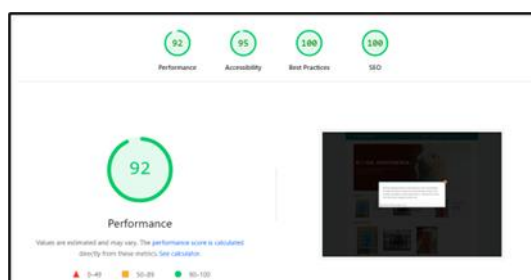 92 95 100 100
Performance Accessibility Best Practices SEO
92
Performance
Values are estimated and may vary. The performance score is calculated
directly from these metrics. See calculator.
0–49 50–89 90–100